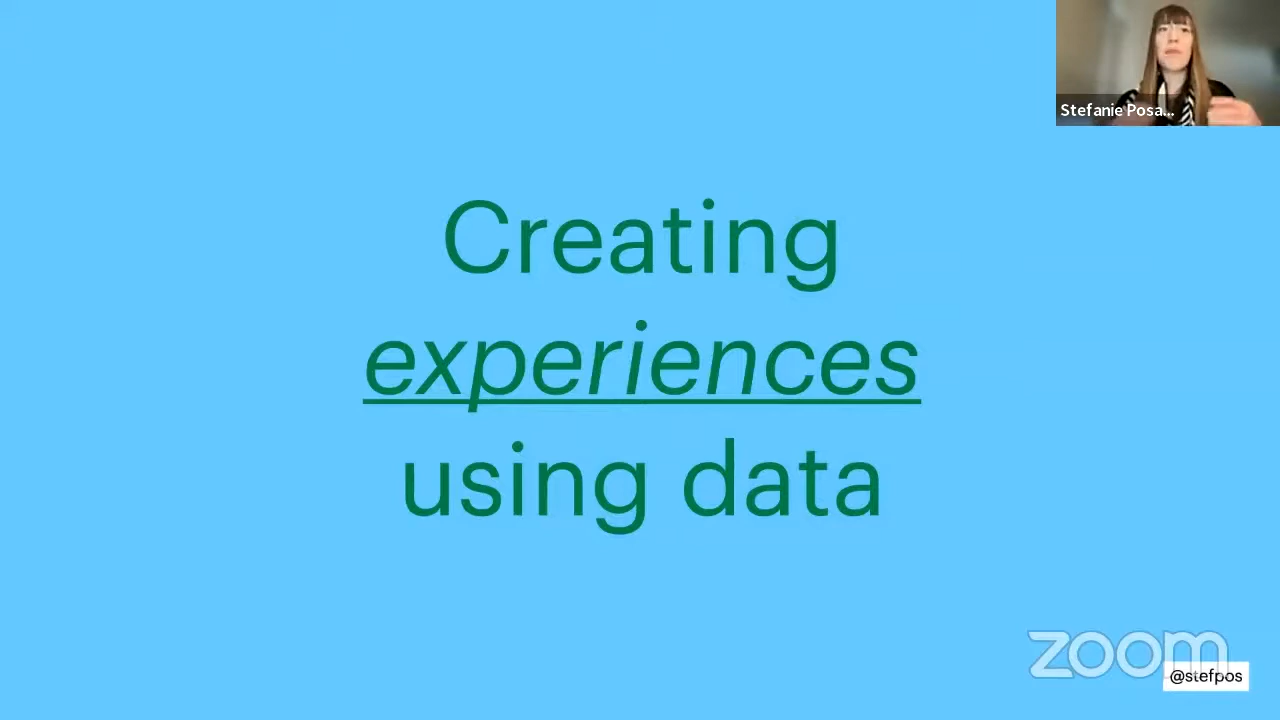 Stefanie Posa...
Creating
experiences
using data
zoom
@stefpos